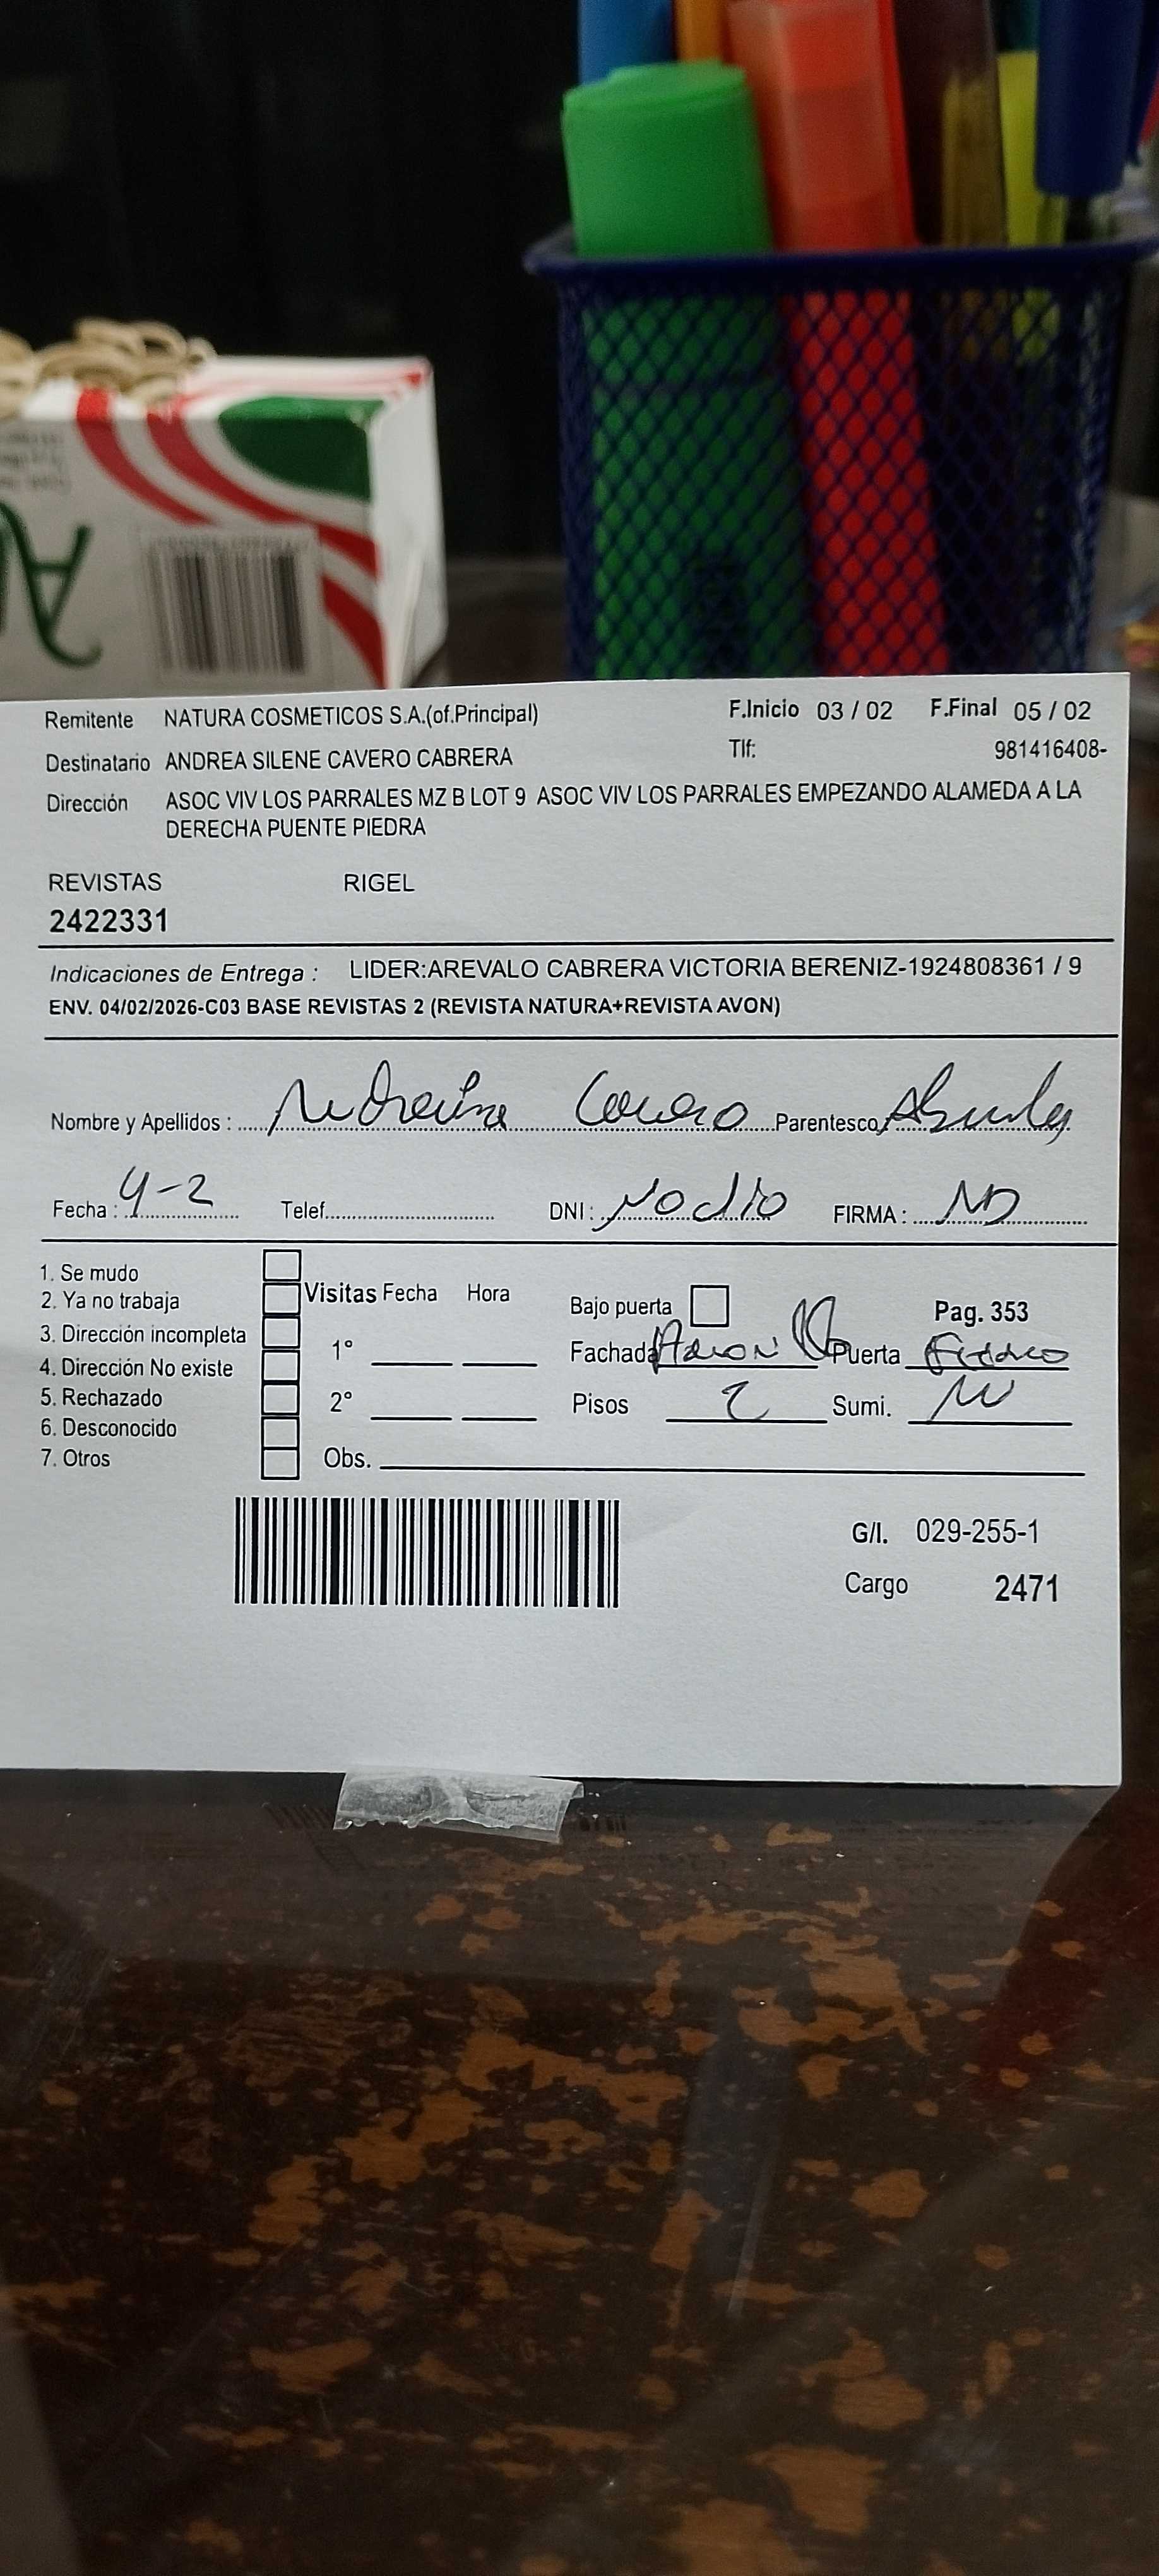 Remitente NATURA COSMETICOS S.A.(of.Principal) F.Inicio 03 / 02 F.Final 05 / 02
Destinatario ANDREA SILENE CAVERO CABRERA Tlf: 981416408-
Dirección ASOC VIV LOS PARRALES MZ B LOT 9 ASOC VIV LOS PARRALES EMPEZANDO ALAMEDA A LA
DERECHA PUENTE PIEDRA
REVISTAS RIGEL
2422331
Indicaciones de Entrega : LIDER:AREVALO CABRERA VICTORIA BERENIZ-1924808361 / 9
ENV. 04/02/2026-C03 BASE REVISTAS 2 (REVISTA NATURA+REVISTA AVON)
Nombre y Apellidos : Cavero Parentesco
Fecha : 4-2 Telef. DNI : No dio FIRMA :
1. Se mudo
2. Ya no trabaja
3. Dirección incompleta
4. Dirección No existe
5. Rechazado
6. Desconocido
7. Otros
Visitas Fecha Hora
1°
2°
Bajo puerta Pag. 353
Fachada Puerta
Pisos 2 Sumi.
Obs.
G/I. 029-255-1
Cargo 2471